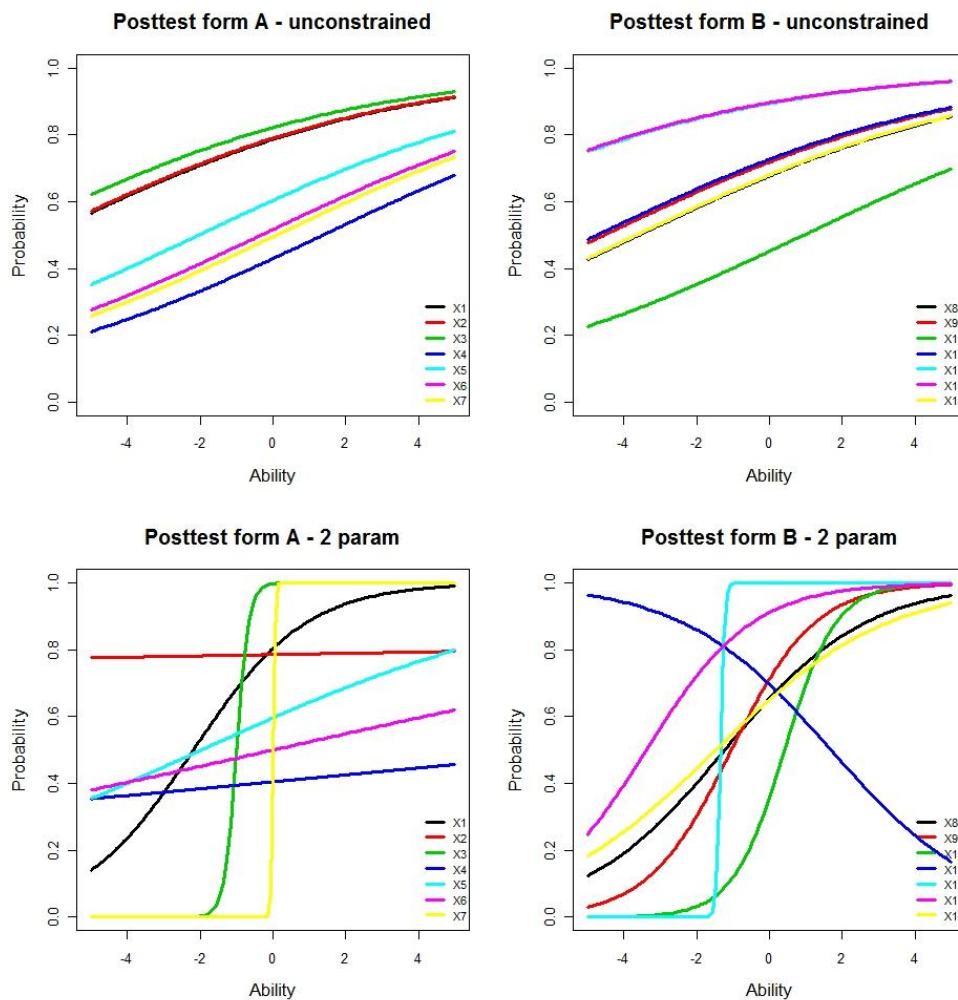 Posttest form A - unconstrained
Probability
1.0
0.8
0.6
0.4
0.2
0.0
X1
X2
X3
X4
X5
X6
X7
-4 -2 0 2 4
Ability
Posttest form B - unconstrained
Probability
1.0
0.8
0.6
0.4
0.2
0.0
X8
X9
X1
X1
X1
X1
X1
-4 -2 0 2 4
Ability
Posttest form A - 2 param
Probability
1.0
0.8
0.6
0.4
0.2
0.0
X1
X2
X3
X4
X5
X6
X7
-4 -2 0 2 4
Ability
Posttest form B - 2 param
Probability
1.0
0.8
0.6
0.4
0.2
0.0
X8
X9
X1
X1
X1
X1
X1
-4 -2 0 2 4
Ability